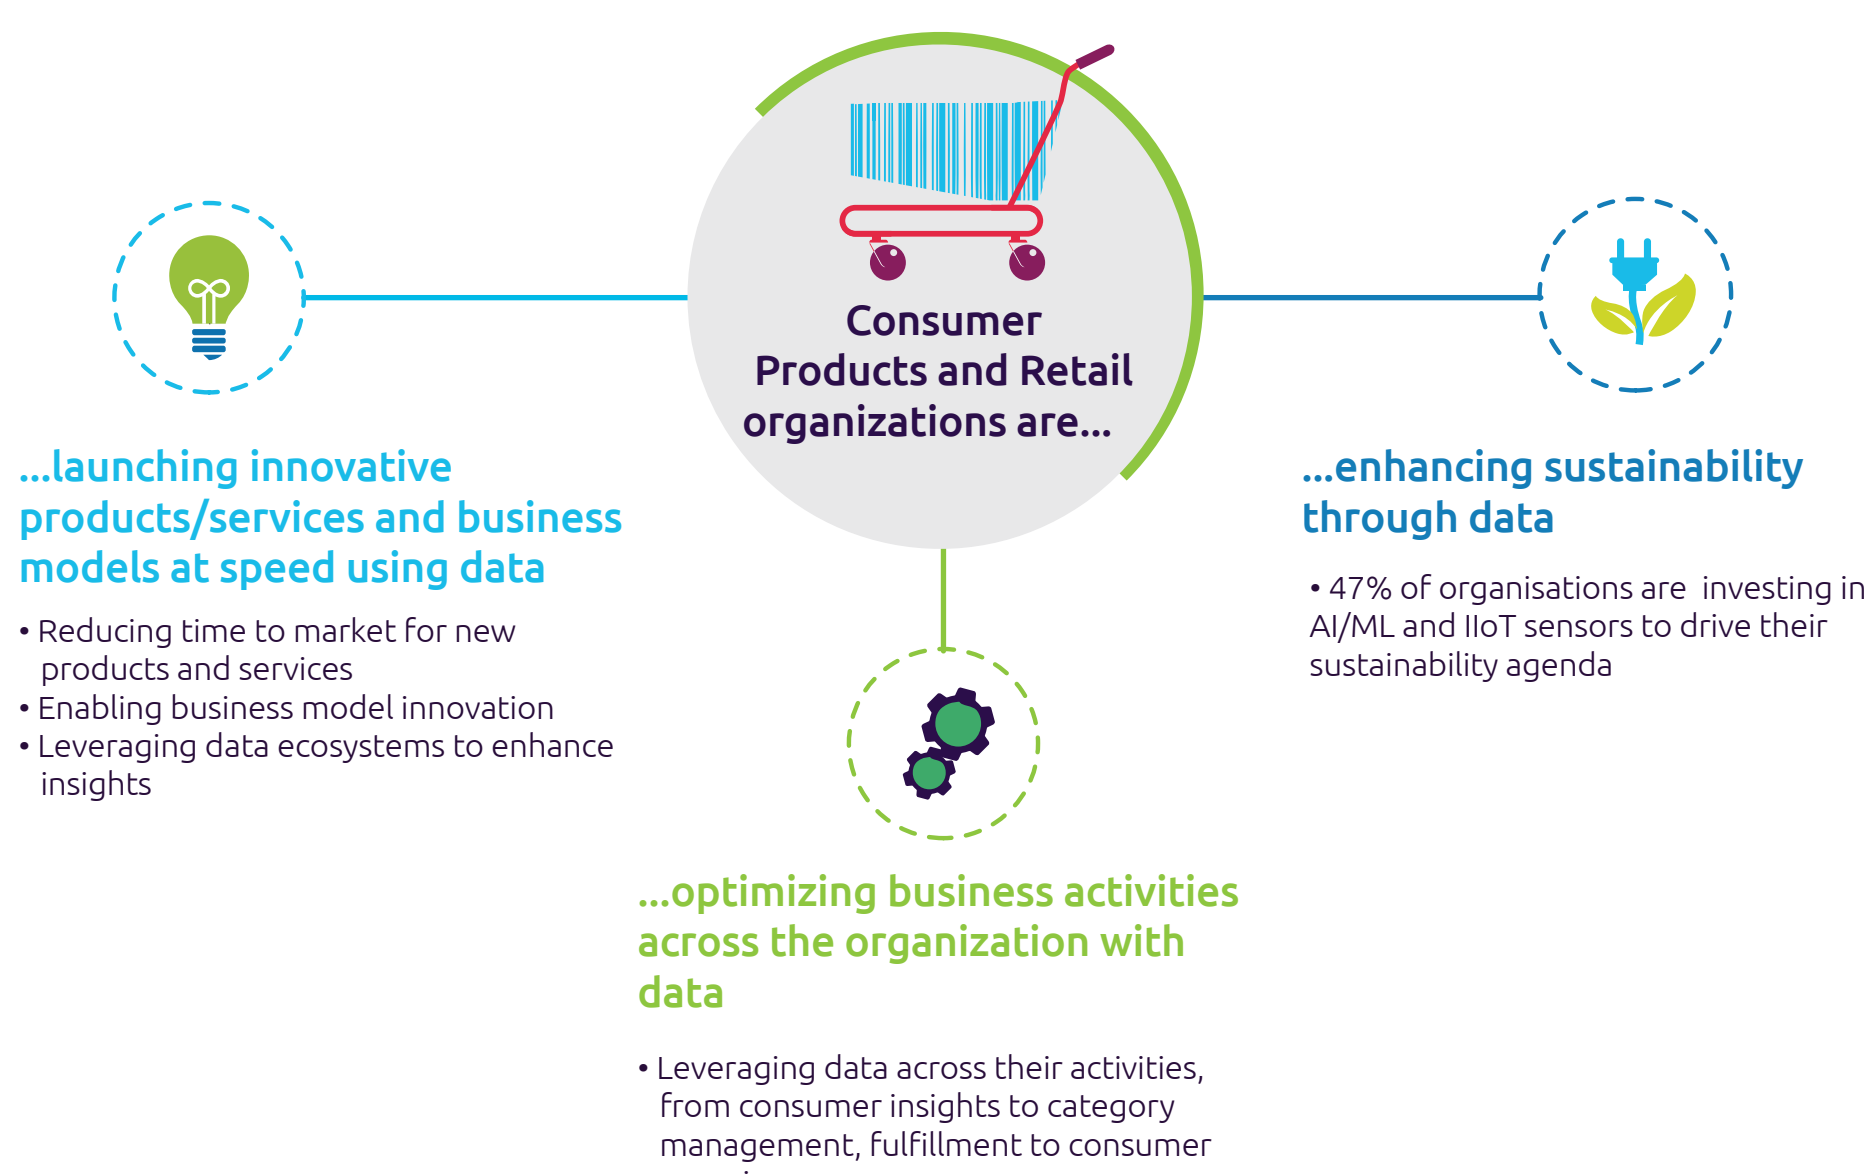 Consumer
Products and Retail
organizations are...
...launching innovative
products/services and business
models at speed using data
• Reducing time to market for new
products and services
• Enabling business model innovation
• Leveraging data ecosystems to enhance
insights
...enhancing sustainability
through data
• 47% of organisations are  investing in
AI/ML and IIoT sensors to drive their
sustainability agenda
...optimizing business activities
across the organization with
data
• Leveraging data across their activities,
from consumer insights to category
management, fulfillment to consumer